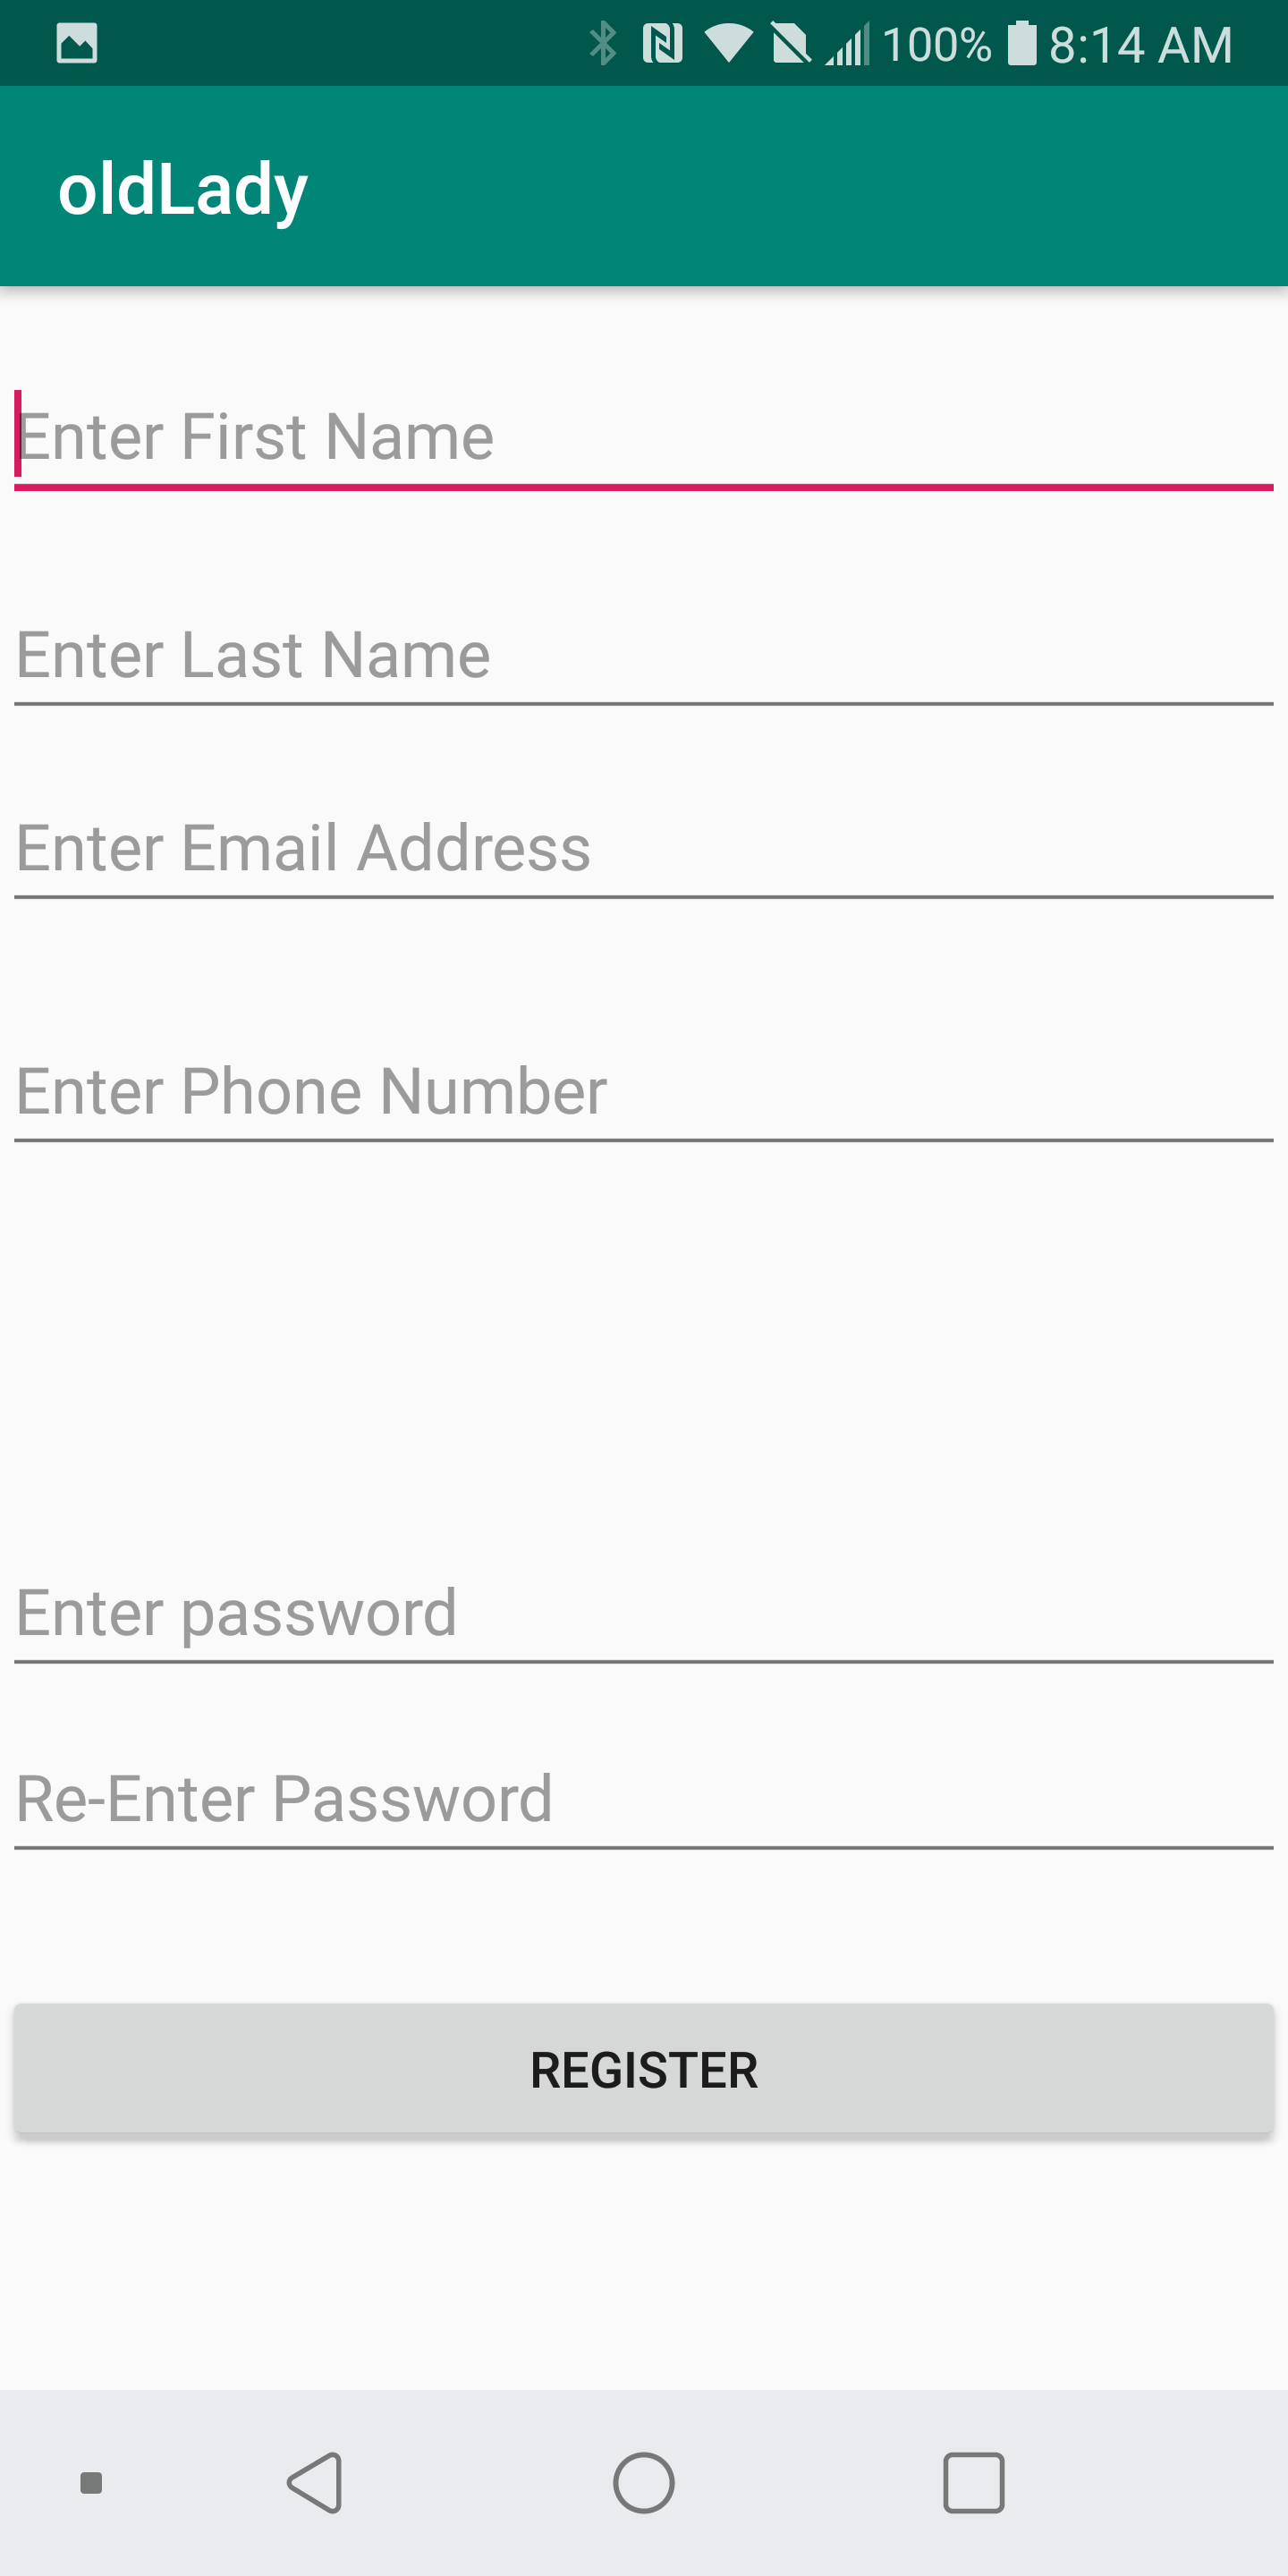 100% 8:14 AM
oldLady
Enter First Name
Enter Last Name
Enter Email Address
Enter Phone Number
Enter password
Re-Enter Password
REGISTER